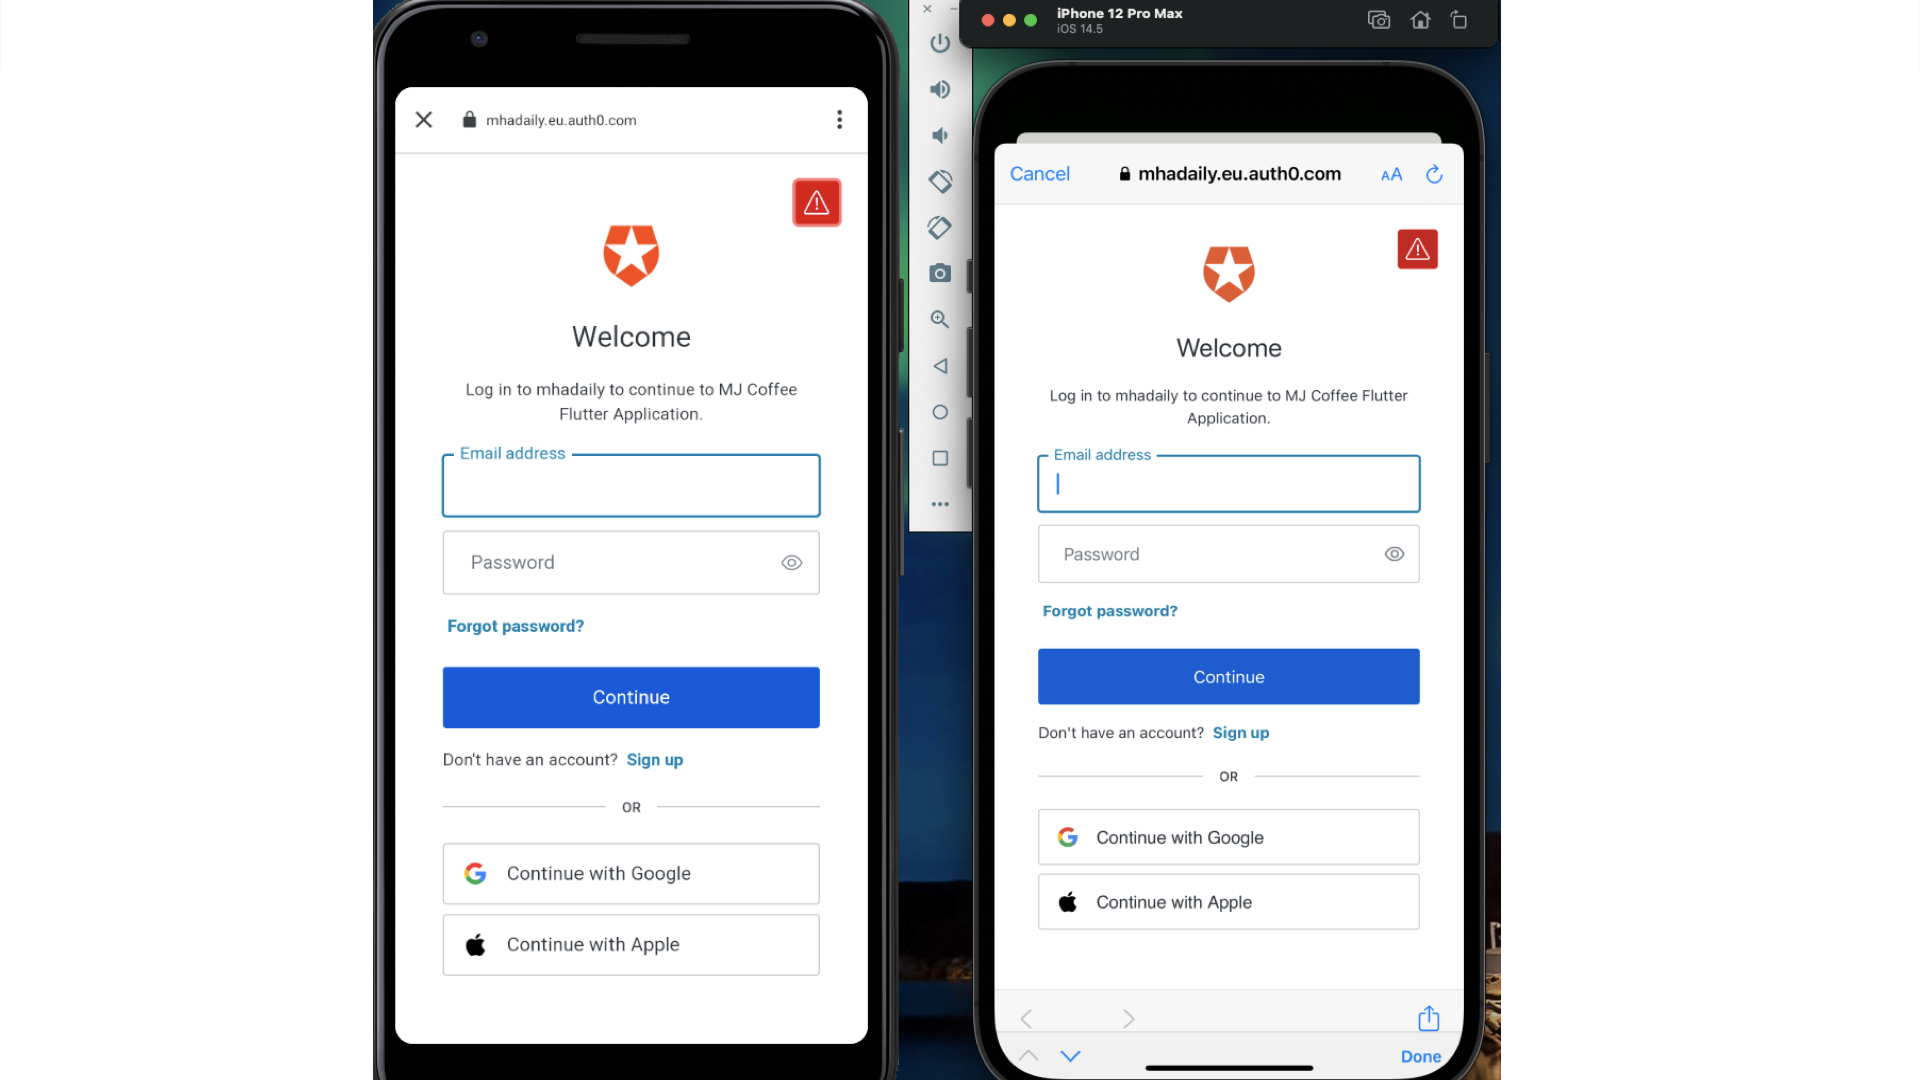 mhadaily.eu.auth0.com
Welcome
Log in to mhadaily to continue to MJ Coffee
Flutter Application.
Email address
Password
Forgot password?
Continue
Don't have an account? Sign up
OR
Continue with Google
Continue with Apple
iPhone 12 Pro Max
iOS 14.5
Cancel
mhadaily.eu.auth0.com
AA
Welcome
Log in to mhadaily to continue to MJ Coffee Flutter
Application.
Email address
Password
Forgot password?
Continue
Don't have an account? Sign up
OR
Continue with Google
Continue with Apple
Done